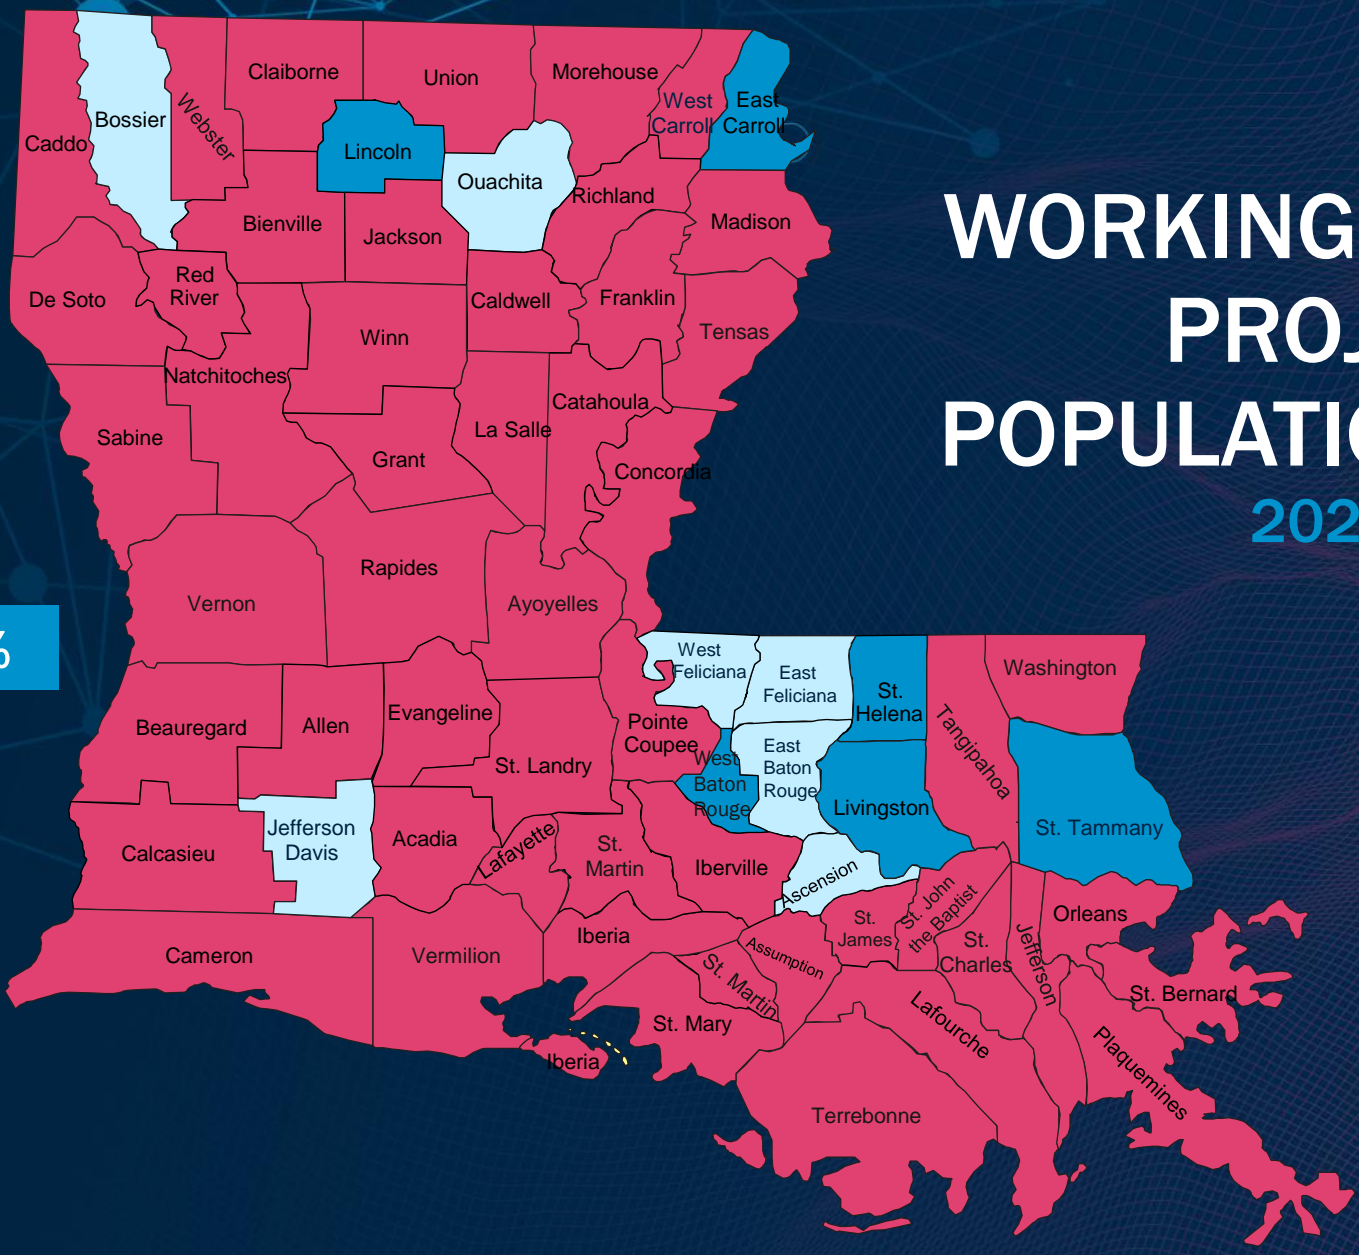 WORKING
PROJ
POPULATIO
202
%
Caddo
Bossier
Webster
Claiborne
Union
Morehouse
West
Carroll
East
Carroll
Lincoln
Ouachita
Richland
Madison
Bienville
Jackson
De Soto
Red
River
Caldwell
Franklin
Tensas
Winn
Natchitoches
Catahoula
Sabine
La Salle
Grant
Concordia
Rapides
Vernon
Ayoyelles
West
Feliciana
East
Feliciana
St.
Helena
Washington
Beauregard
Allen
Evangeline
Pointe
Coupee
Tangipahoa
St. Landry
West
Baton
Rouge
East
Baton
Rouge
Livingston
St. Tammany
Jefferson
Davis
Calcasieu
Acadia
Lafayette
St.
Martin
Iberville
Ascension
St.
James
St. John
the Baptist
Orleans
Cameron
Vermilion
Iberia
Assumption
St.
Charles
Jefferson
St. Martin
St. Bernard
St. Mary
Lafourche
Iberia
Plaquemines
Terrebonne